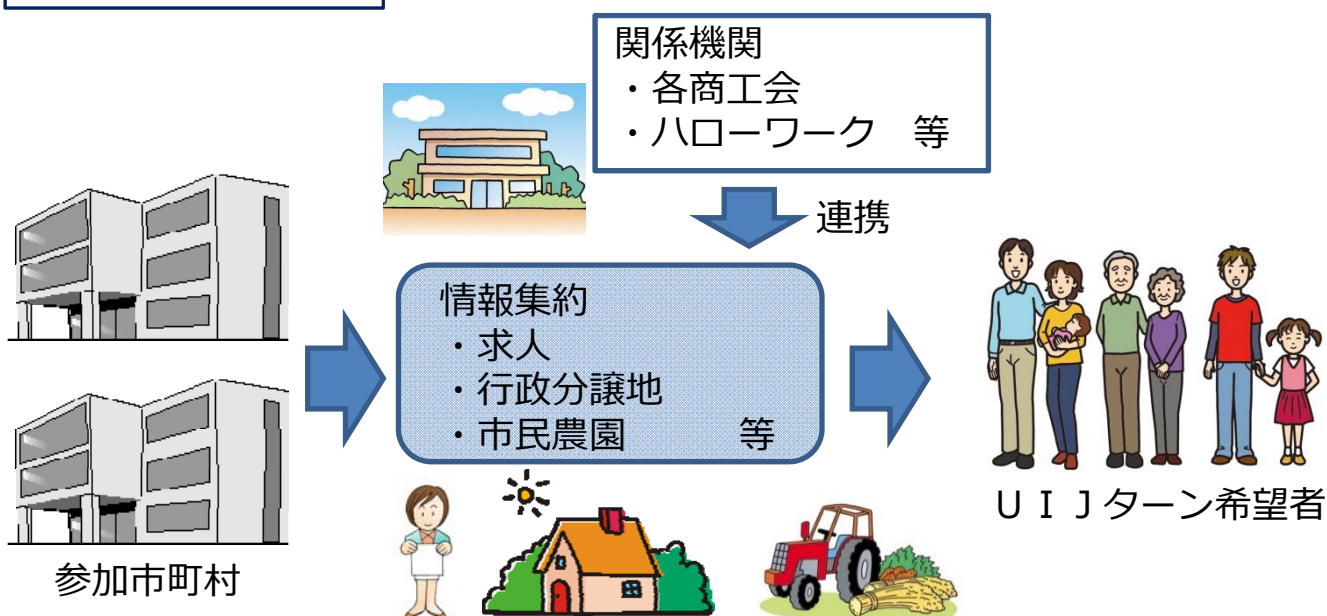 関係機関
・各商工会
・ハローワーク　等
連携
情報集約
・求人
・行政分譲地
・市民農園　　　等
ＵＩＪターン希望者
参加市町村